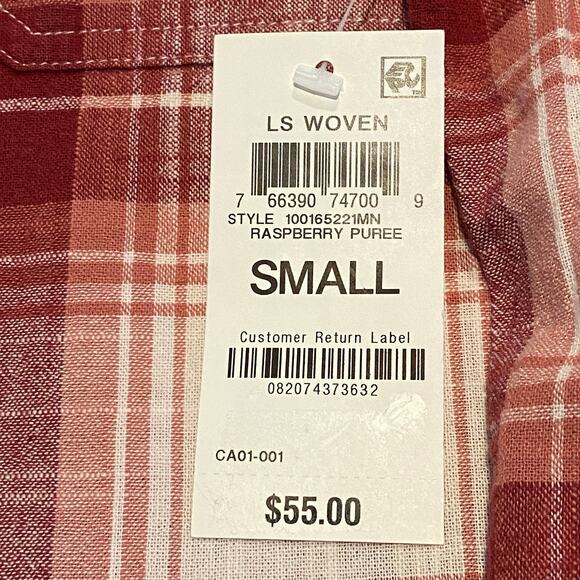 LS WOVEN
7 66390 74700 9
STYLE 100165221MN
RASPBERRY PUREE
SMALL
Customer Return Label
082074373632
CA01-001
$55.00